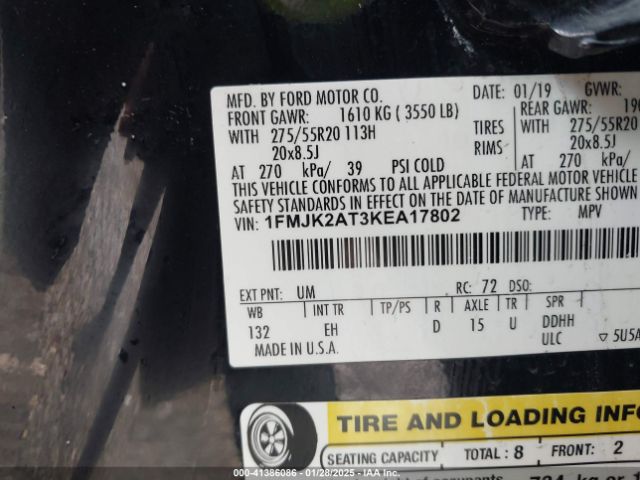 MFD. BY FORD MOTOR CO.
DATE: 01/19 GVWR:
FRONT GAWR: 1610 KG ( 3550 LB)
REAR GAWR:
WITH 275/55R20 113H TIRES WITH 275/55R20
20x8.5J RIMS 20x8.5J
AT 270 kPa/ 39 PSI COLD AT 270 kPa/
THIS VEHICLE CONFORMS TO ALL APPLICABLE FEDERAL MOTOR VEHICLE
SAFETY STANDARDS IN EFFECT ON THE DATE OF MANUFACTURE SHOWN
VIN: 1FMJK2AT3KEA17802 TYPE: MPV
EXT PNT: UM RC: 72 DSO:
WB INT TR TP/PS R AXLE TR SPR
132 EH D 15 U DDHH
ULC
MADE IN U.S.A.
TIRE AND LOADING
SEATING CAPACITY TOTAL : 8 FRONT: 2
000-41386086 - 01/28/2025 - IAAI.com